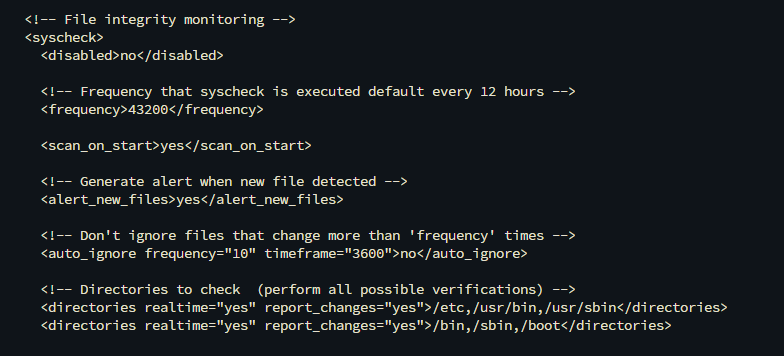 <!-- File integrity monitoring -->
<syscheck>
<disabled>no</disabled>
<!-- Frequency that syscheck is executed default every 12 hours -->
<frequency>43200</frequency>
<scan_on_start>yes</scan_on_start>
<!-- Generate alert when new file detected -->
<alert_new_files>yes</alert_new_files>
<!-- Don't ignore files that change more than 'frequency' times -->
<auto_ignore frequency="10" timeframe="3600">no</auto_ignore>
<!-- Directories to check  (perform all possible verifications) -->
<directories realtime="yes" report_changes="yes">/etc,/usr/bin,/usr/sbin</directories>
<directories realtime="yes" report_changes="yes">/bin,/sbin,/boot</directories>